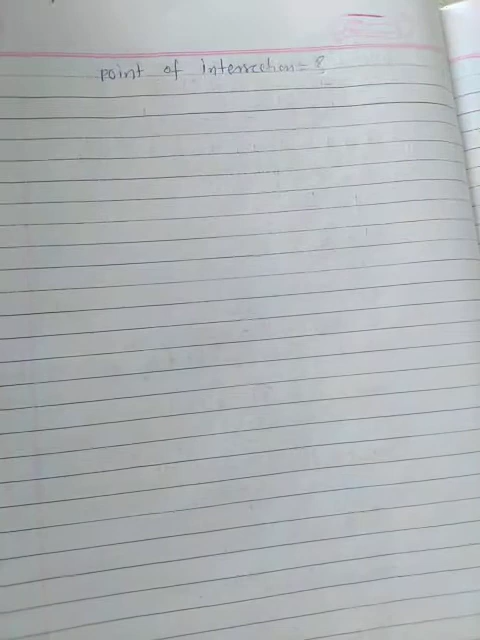 point of intersection = ?